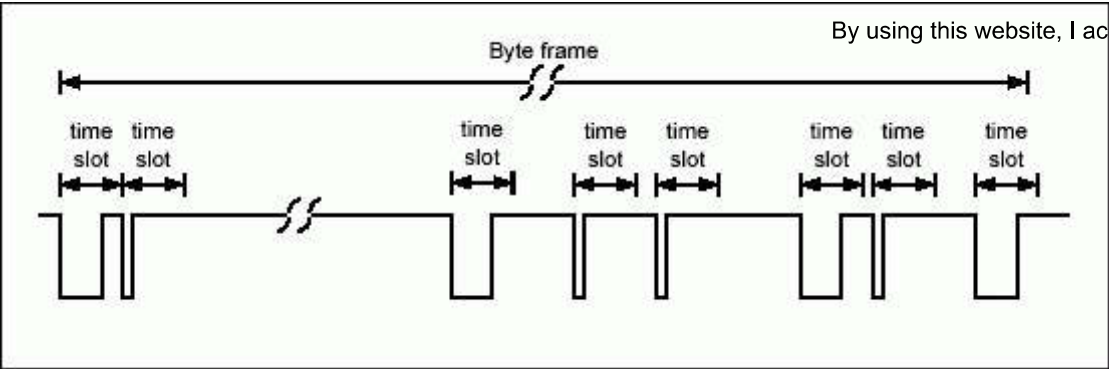 By using this website, I ac
Byte frame
time time time time time time time time
slot slot slot slot slot slot slot slot